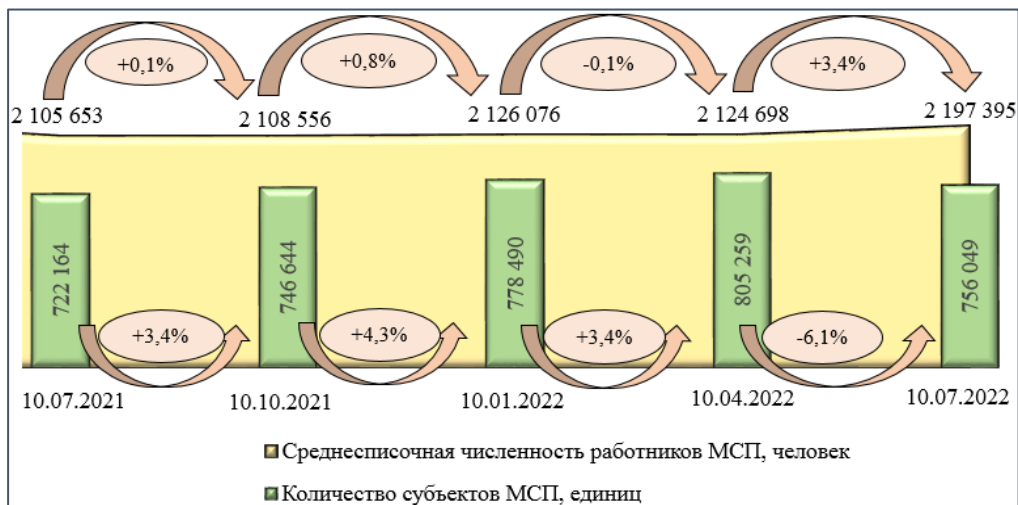 +0,1%
+0,8%
-0,1%
+3,4%
2 105 653
2 108 556
2 126 076
2 124 698
2 197 395
722 164
746 644
778 490
805 259
756 049
+3,4%
+4,3%
+3,4%
-6,1%
10.07.2021
10.10.2021
10.01.2022
10.04.2022
10.07.2022
Среднесписочная численность работников МСП, человек
Количество субъектов МСП, единиц